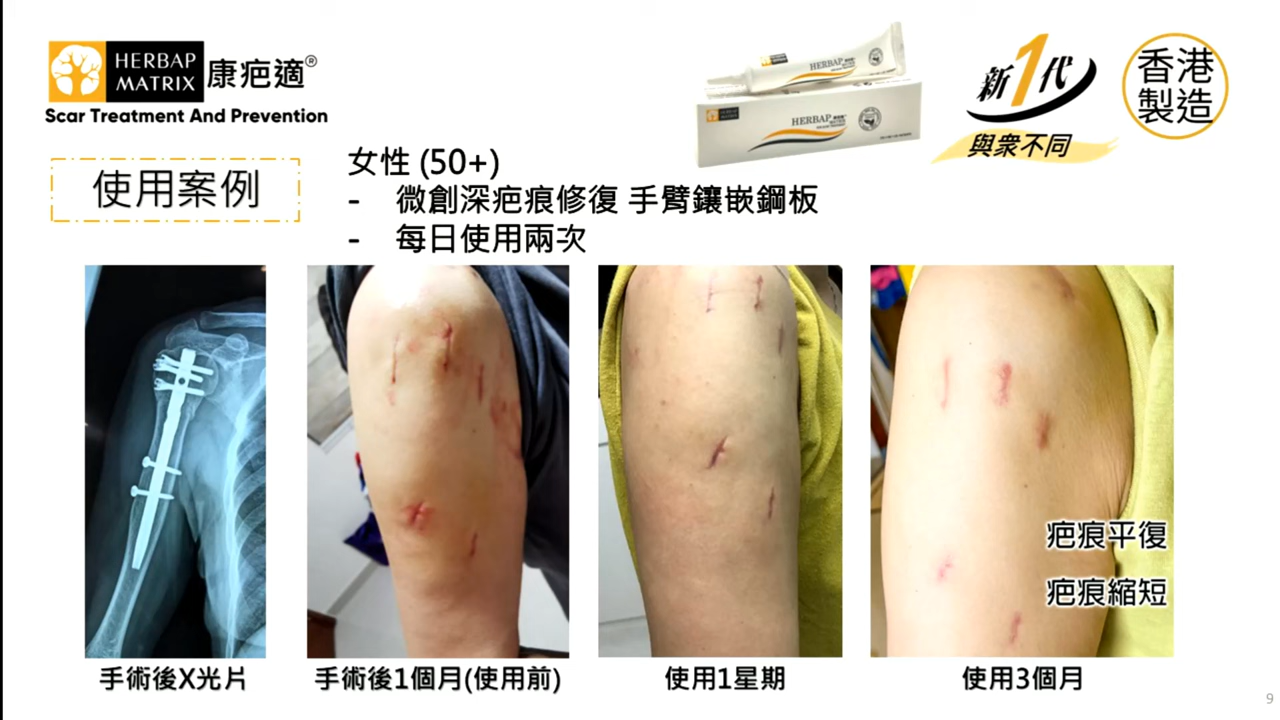 HERBAP
MATRIX
康疤適®
Scar Treatment And Prevention
HERBAP
HERBAP
MATRIX
新1代
與衆不同
香港
製造
使用案例
女性 (50+)
- 微創深疤痕修復 手臂鑲嵌鋼板
- 每日使用兩次
疤痕平復
疤痕縮短
手術後X光片
手術後1個月(使用前)
使用1星期
使用3個月
9